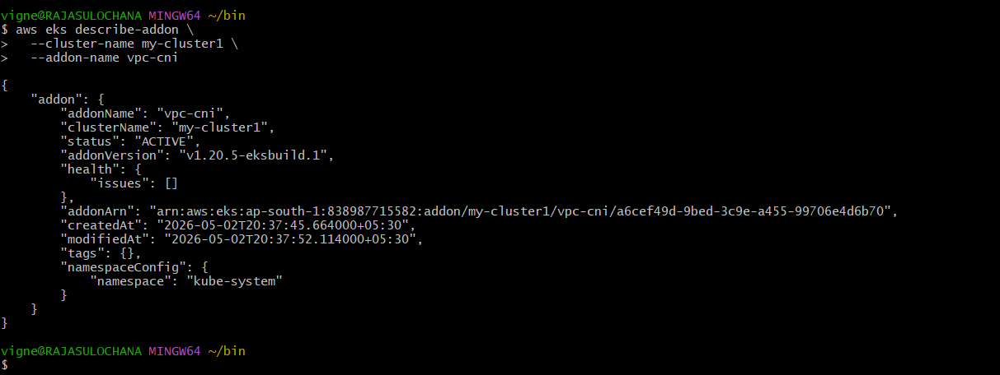 vigne@RAJASULOCHANA MINGW64 ~/bin
$ aws eks describe-addon \
>   --cluster-name my-cluster1 \
>   --addon-name vpc-cni
{
    "addon": {
        "addonName": "vpc-cni",
        "clusterName": "my-cluster1",
        "status": "ACTIVE",
        "addonVersion": "v1.20.5-eksbuild.1",
        "health": {
            "issues": []
        },
        "addonArn": "arn:aws:eks:ap-south-1:838987715582:addon/my-cluster1/vpc-cni/a6cef49d-9bed-3c9e-a455-99706e4d6b70",
        "createdAt": "2026-05-02T20:37:45.664000+05:30",
        "modifiedAt": "2026-05-02T20:37:52.114000+05:30",
        "tags": {},
        "namespaceConfig": {
            "namespace": "kube-system"
        }
    }
}
vigne@RAJASULOCHANA MINGW64 ~/bin
$